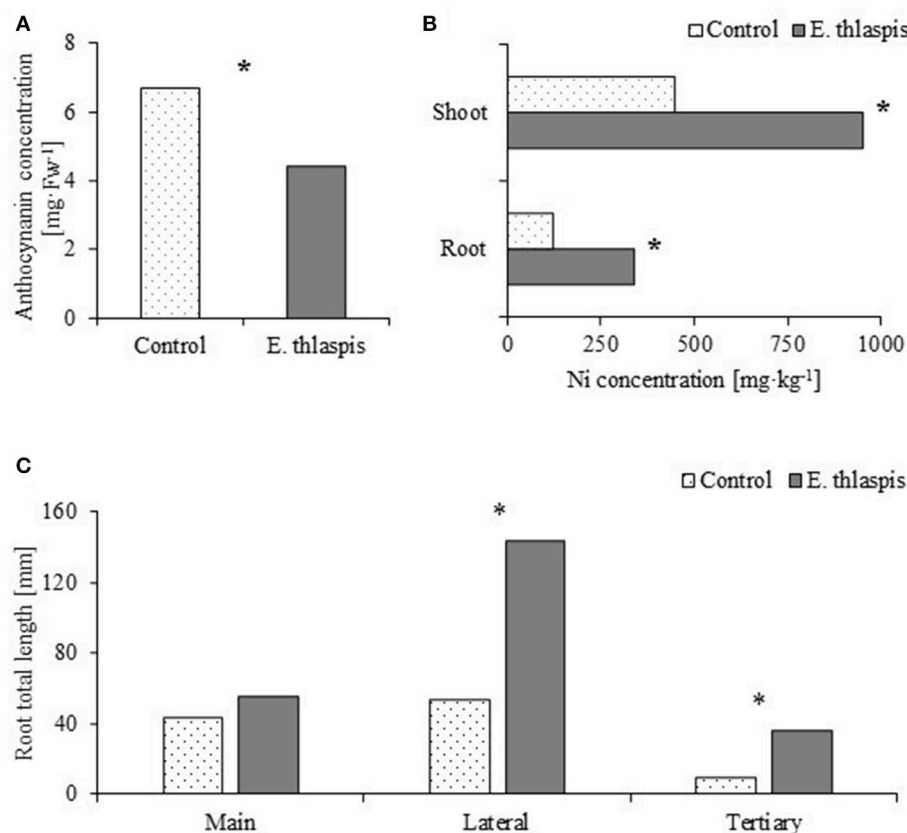 A
Anthocynanin concentration
[mg·Fw⁻¹]
8
6
4
2
0
*
Control
E. thlaspis
B
Control
E. thlaspis
Shoot
*
Root
*
0
250
500
750
1000
Ni concentration [mg·kg⁻¹]
C
Control
E. thlaspis
Root total length [mm]
160
120
80
40
0
*
*
Main
Lateral
Tertiary